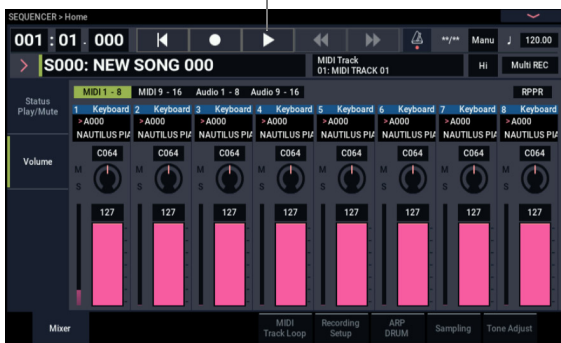 SEQUENCER > Home
001 : 01 . 000 **/** Manu ♩ 120.00
S000: NEW SONG 000 MIDI Track Hi Multi REC
01: MIDI TRACK 01
MIDI 1 - 8 MIDI 9 - 16 Audio 1 - 8 Audio 9 - 16 RPPR
Status
Play/Mute
1 Keyboard 2 Keyboard 3 Keyboard 4 Keyboard 5 Keyboard 6 Keyboard 7 Keyboard 8 Keyboard
>A000 >A000 >A000 >A000 >A000 >A000 >A000 >A000
NAUTILUS PIA NAUTILUS PIA NAUTILUS PIA NAUTILUS PIA NAUTILUS PIA NAUTILUS PIA NAUTILUS PIA NAUTILUS PIA
Volume
C064 C064 C064 C064 C064 C064 C064 C064
M M M M M M M M
S S S S S S S S
127 127 127 127 127 127 127 127
Mixer
MIDI
Track Loop
Recording
Setup
ARP
DRUM
Sampling
Tone Adjust